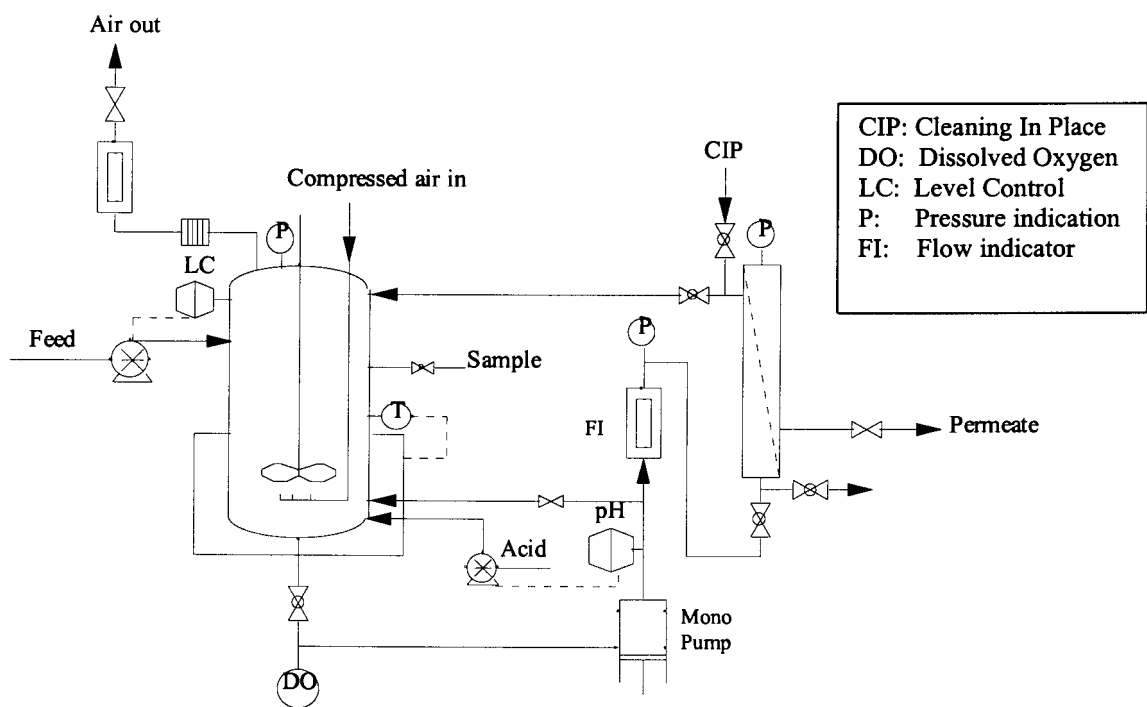 Air out
CIP: Cleaning In Place
DO: Dissolved Oxygen
LC: Level Control
P: Pressure indication
FI: Flow indicator
CIP
Compressed air in
P
P
LC
P
Feed
Sample
T
FI
Permeate
pH
Acid
Mono
Pump
DO